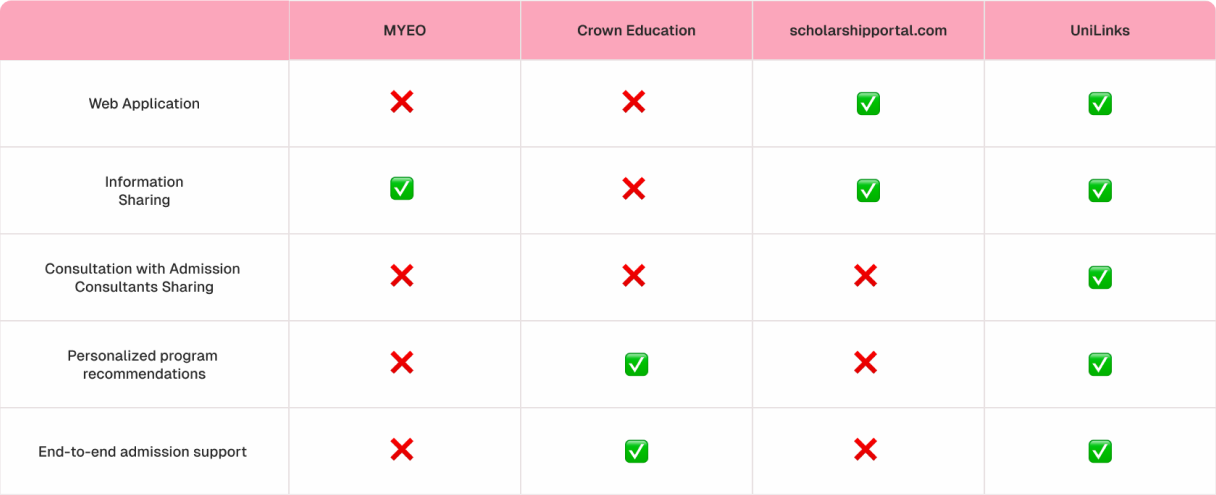 MYEO
Crown Education
scholarshipportal.com
UniLinks
Web Application
Information
Sharing
Consultation with Admission
Consultants Sharing
Personalized program
recommendations
End-to-end admission support